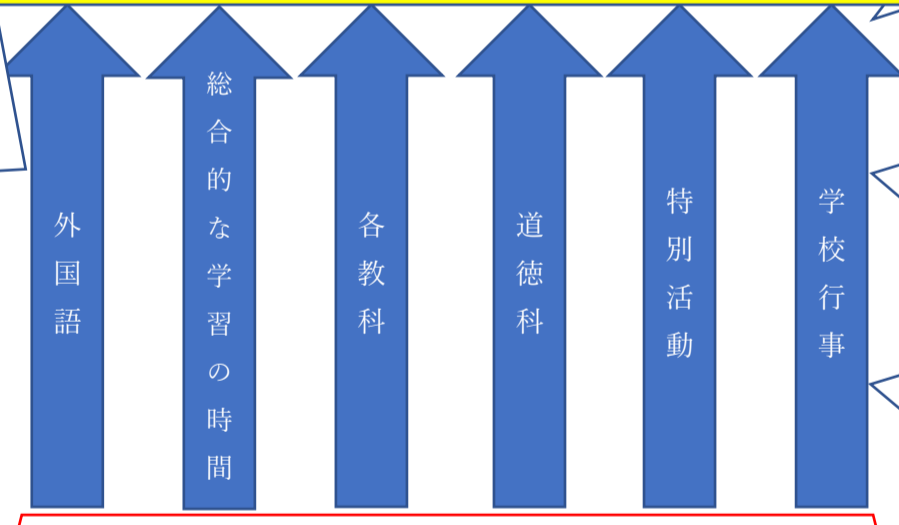 外国語
総合的な学習の時間
各教科
道徳科
特別活動
学校行事